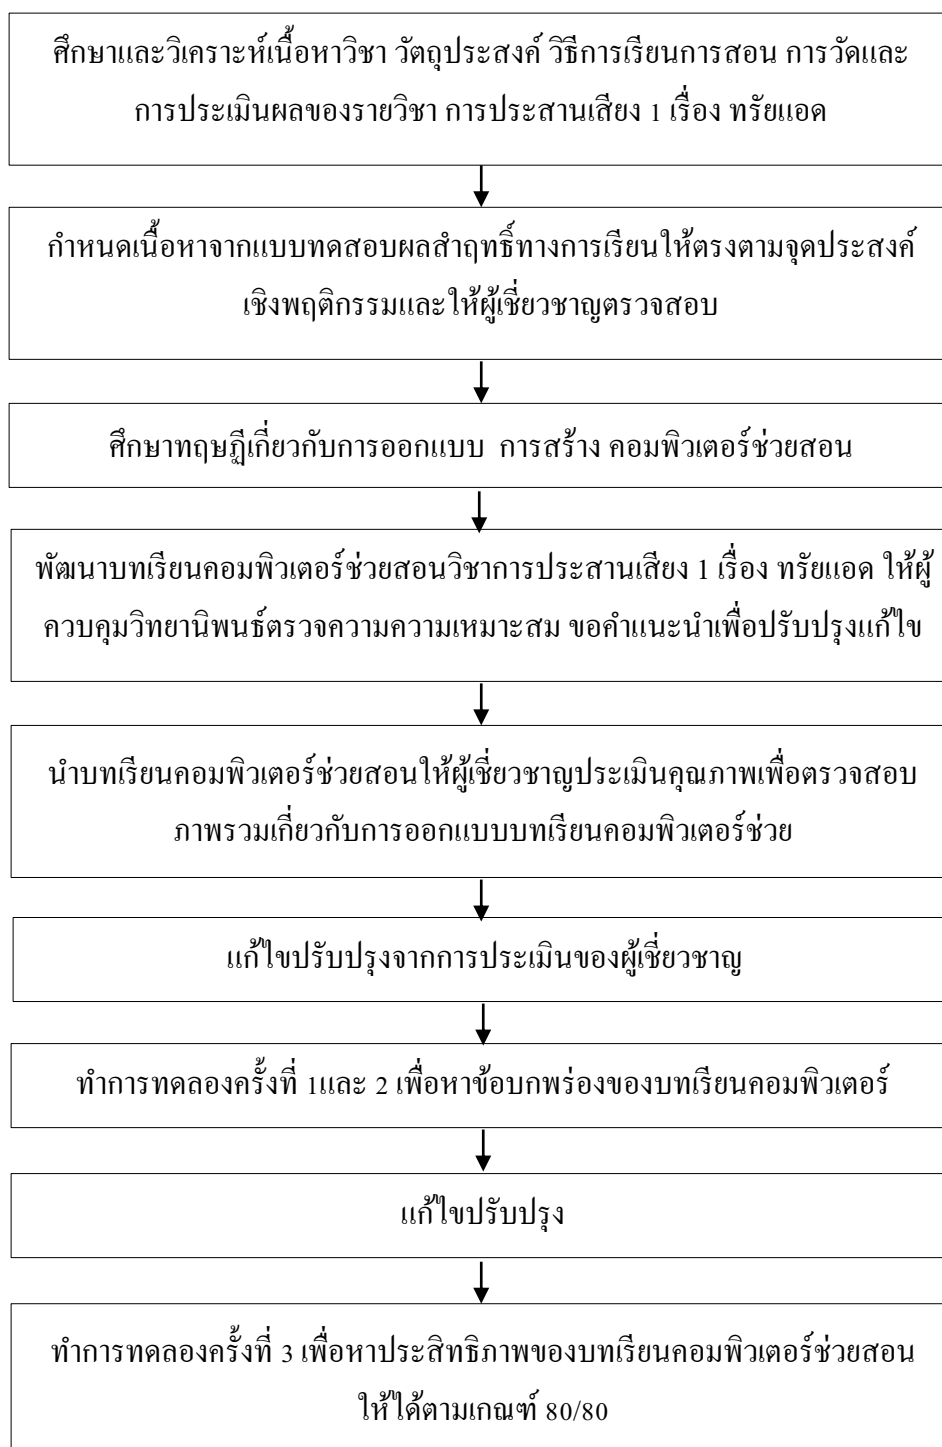 ศึกษาและวิเคราะห์เนื้อหาวิชา วัตถุประสงค์ วิธีการเรียนการสอน การวัดและ
การประเมินผลของรายวิชา การประสานเสียง 1 เรื่อง ทรัยแอด
กำหนดเนื้อหาจากแบบทดสอบผลสำฤทธิ์ทางการเรียนให้ตรงตามจุดประสงค์
เชิงพฤติกรรมและให้ผู้เชี่ยวชาญตรวจสอบ
ศึกษาทฤษฎีเกี่ยวกับการออกแบบ การสร้าง คอมพิวเตอร์ช่วยสอน
พัฒนาบทเรียนคอมพิวเตอร์ช่วยสอนวิชาการประสานเสียง 1 เรื่อง ทรัยแอด ให้ผู้
ควบคุมวิทยานิพนธ์ตรวจความความเหมาะสม ขอคำแนะนำเพื่อปรับปรุงแก้ไข
นำบทเรียนคอมพิวเตอร์ช่วยสอนให้ผู้เชี่ยวชาญประเมินคุณภาพเพื่อตรวจสอบ
ภาพรวมเกี่ยวกับการออกแบบบทเรียนคอมพิวเตอร์ช่วย
แก้ไขปรับปรุงจากการประเมินของผู้เชี่ยวชาญ
ทำการทดลองครั้งที่ 1และ 2 เพื่อหาข้อบกพร่องของบทเรียนคอมพิวเตอร์
แก้ไขปรับปรุง
ทำการทดลองครั้งที่ 3 เพื่อหาประสิทธิภาพของบทเรียนคอมพิวเตอร์ช่วยสอน
ให้ได้ตามเกณฑ์ 80/80